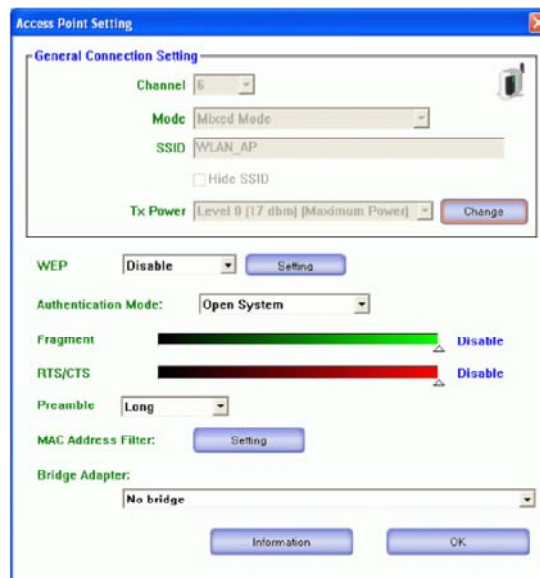 Access Point Setting
General Connection Setting
Channel 6
Mode Mixed Mode
SSID WLAN_AP
Hide SSID
Tx Power Level 0 (17 dbm) (Maximum Power) Change
WEP Disable Setting
Authentication Mode: Open System
Fragment Disable
RTS/CTS Disable
Preamble Long
MAC Address Filter: Setting
Bridge Adapter:
No bridge
Information OK